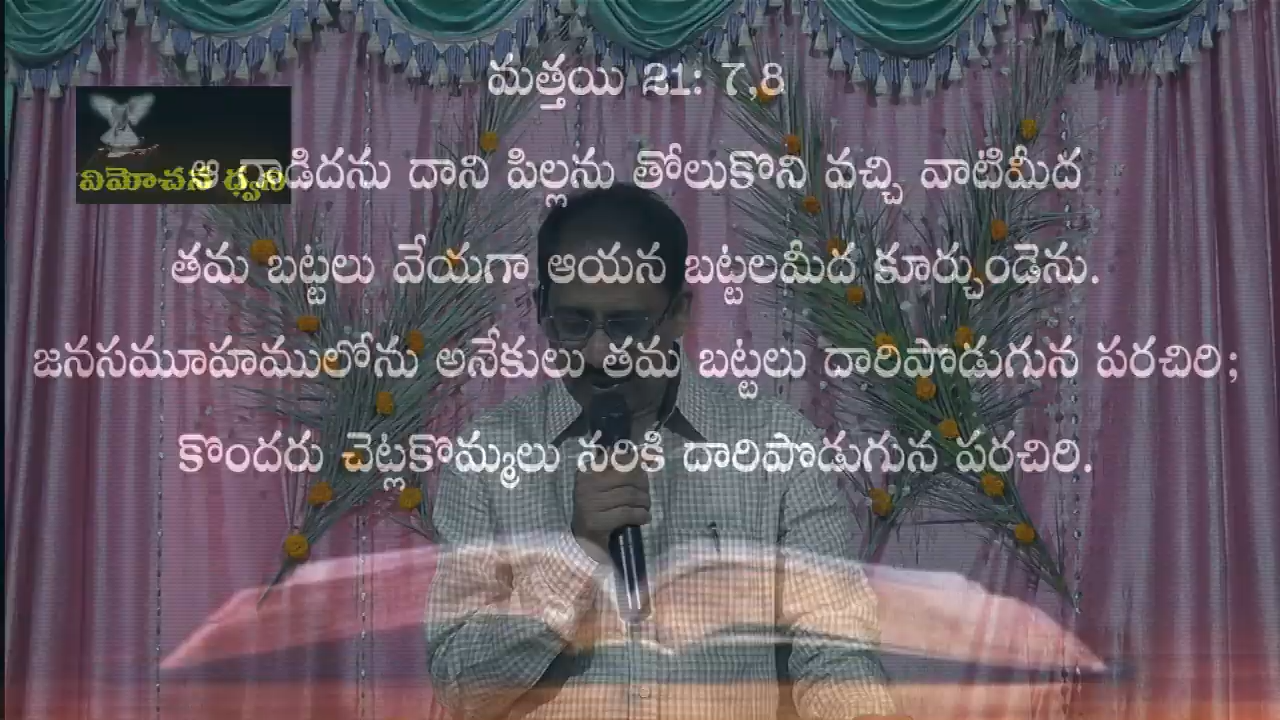 మత్తయి 21: 7,8
విమోచన ధ్వని
ఆ గాడిదను దాని పిల్లను తోలుకొని వచ్చి వాటిమీద
తమ బట్టలు వేయగా ఆయన బట్టలమీద కూర్చుండెను.
జనసమూహములోను అనేకులు తమ బట్టలు దారిపొడుగున పరచిరి;
కొందరు చెట్లకొమ్మలు నరికి దారిపొడుగున పరచిరి.